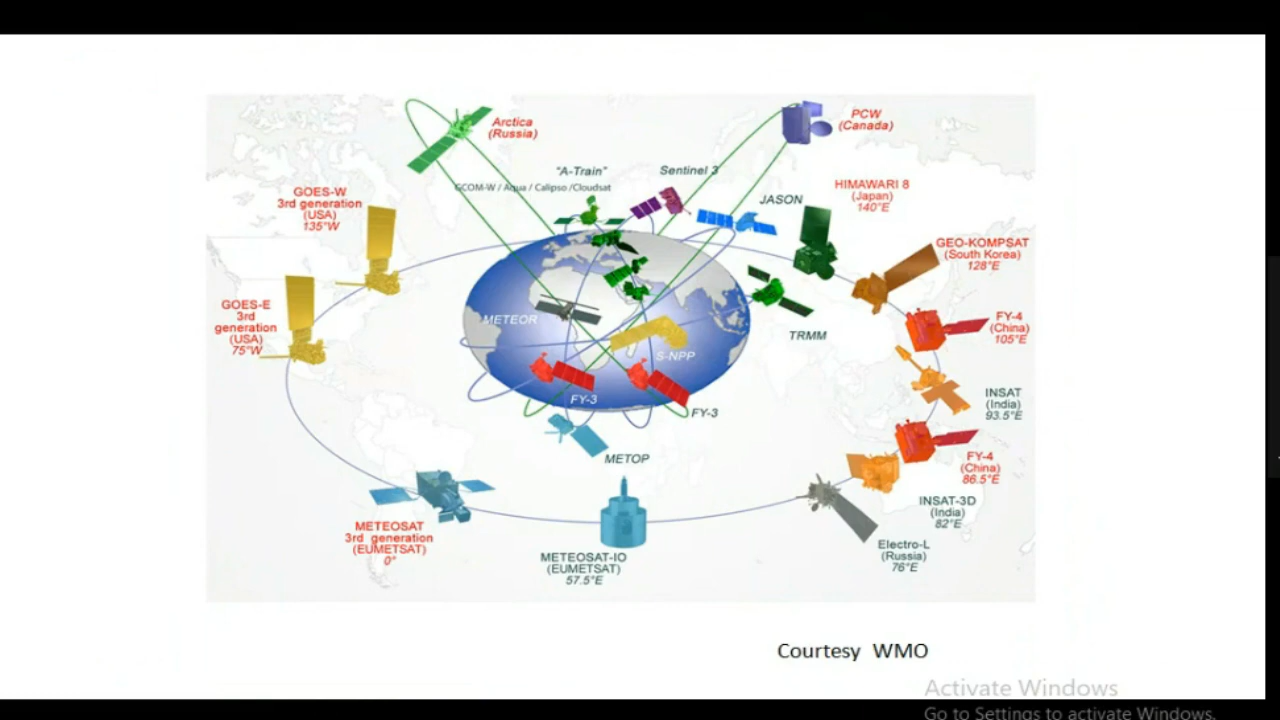 Arctica
(Russia)
PCW
(Canada)
"A-Train"
GCOM-W / Aqua / Calipso /Cloudsat
Sentinel 3
JASON
HIMAWARI 8
(Japan)
140°E
GOES-W
3rd generation
(USA)
135°W
GEO-KOMPSAT
(South Korea)
128°E
GOES-E
3rd
generation
(USA)
75°W
METEOR
TRMM
FY-4
(China)
105°E
S-NPP
FY-3
FY-3
INSAT
(India)
93.5°E
METOP
FY-4
(China)
86.5°E
INSAT-3D
(India)
82°E
METEOSAT
3rd generation
(EUMETSAT)
0°
METEOSAT-IO
(EUMETSAT)
57.5°E
Electro-L
(Russia)
76°E
Courtesy WMO
Activate Windows
Go to Settings to activate Windows.